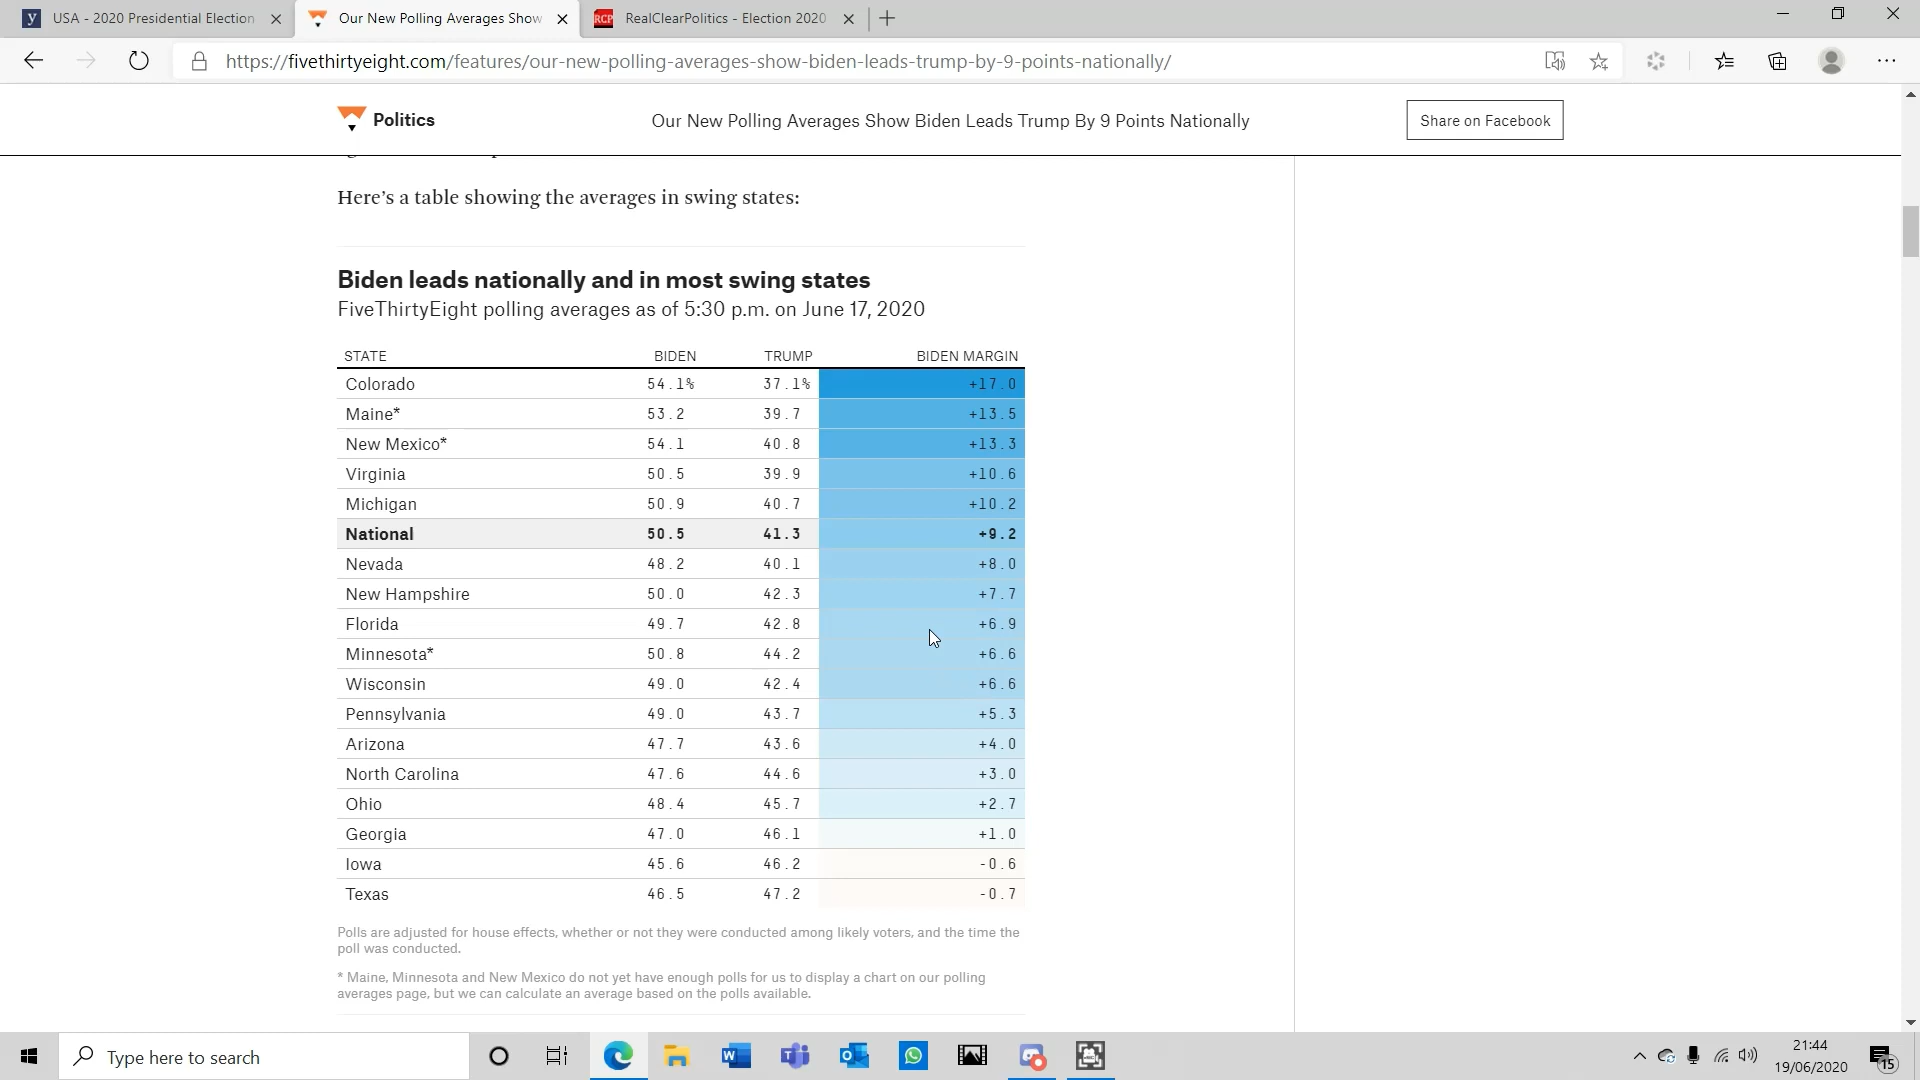 USA - 2020 Presidential Election
Our New Polling Averages Show
RCP RealClearPolitics - Election 2020
https://fivethirtyeight.com/features/our-new-polling-averages-show-biden-leads-trump-by-9-points-nationally/
Politics
Our New Polling Averages Show Biden Leads Trump By 9 Points Nationally
Share on Facebook
Here's a table showing the averages in swing states:
Biden leads nationally and in most swing states
FiveThirtyEight polling averages as of 5:30 p.m. on June 17, 2020
STATE BIDEN TRUMP BIDEN MARGIN
Colorado 54.1% 37.1% +17.0
Maine* 53.2 39.7 +13.5
New Mexico* 54.1 40.8 +13.3
Virginia 50.5 39.9 +10.6
Michigan 50.9 40.7 +10.2
National 50.5 41.3 +9.2
Nevada 48.2 40.1 +8.0
New Hampshire 50.0 42.3 +7.7
Florida 49.7 42.8 +6.9
Minnesota* 50.8 44.2 +6.6
Wisconsin 49.0 42.4 +6.6
Pennsylvania 49.0 43.7 +5.3
Arizona 47.7 43.6 +4.0
North Carolina 47.6 44.6 +3.0
Ohio 48.4 45.7 +2.7
Georgia 47.0 46.1 +1.0
Iowa 45.6 46.2 -0.6
Texas 46.5 47.2 -0.7
Polls are adjusted for house effects, whether or not they were conducted among likely voters, and the time the
poll was conducted.
* Maine, Minnesota and New Mexico do not yet have enough polls for us to display a chart on our polling
averages page, but we can calculate an average based on the polls available.
Type here to search
21:44
19/06/2020
15